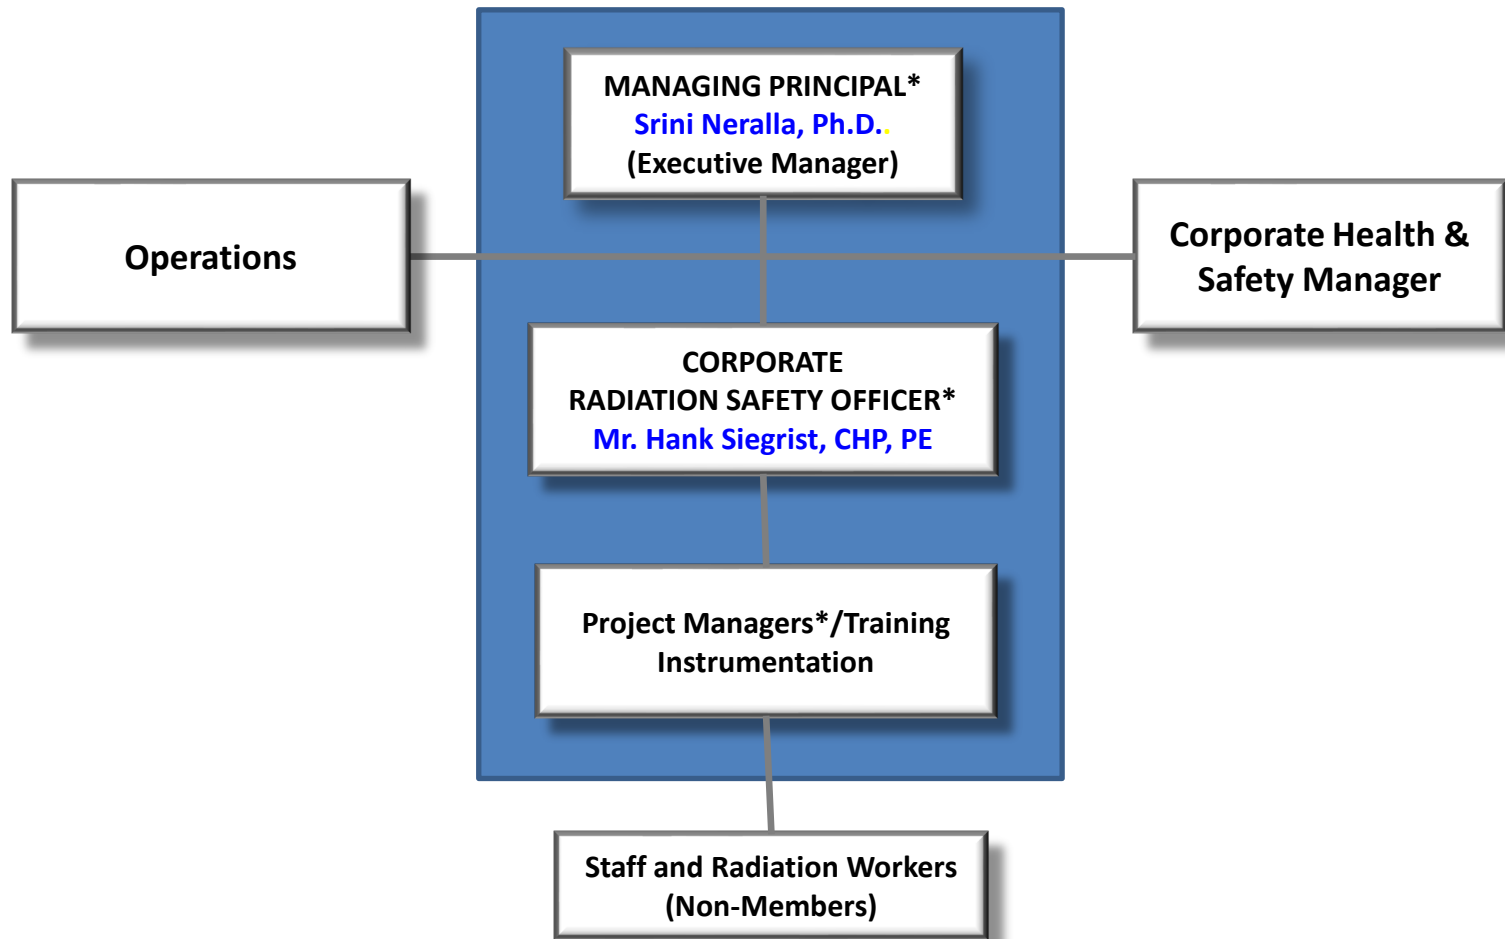 MANAGING PRINCIPAL*
Srini Neralla, Ph.D..
(Executive Manager)
Operations
Corporate Health &
Safety Manager
CORPORATE
RADIATION SAFETY OFFICER*
Mr. Hank Siegrist, CHP, PE
Project Managers*/Training
Instrumentation
Staff and Radiation Workers
(Non-Members)